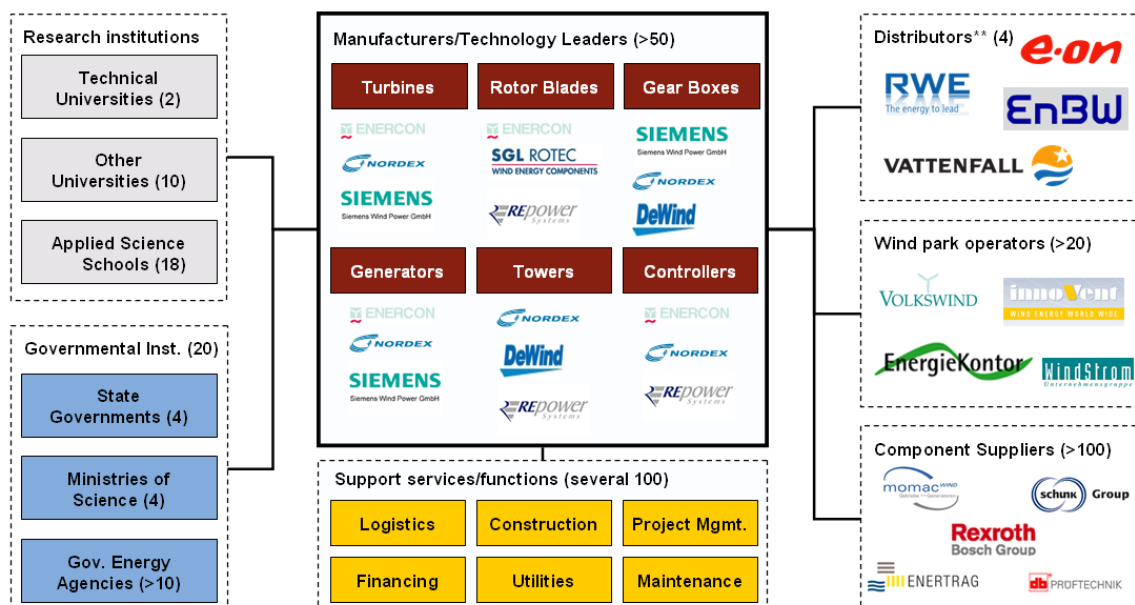 Research institutions
Technical
Universities (2)
Other
Universities (10)
Applied Science
Schools (18)
Governmental Inst. (20)
State
Governments (4)
Ministries of
Science (4)
Gov. Energy
Agencies (>10)
Manufacturers/Technology Leaders (>50)
Turbines
ENERCON
NORDEX
SIEMENS
Siemens Wind Power GmbH
Rotor Blades
ENERCON
SGL ROTEC
WIND ENERGY COMPONENTS
REpower
Systems
Gear Boxes
SIEMENS
Siemens Wind Power GmbH
NORDEX
DeWind
Generators
ENERCON
NORDEX
SIEMENS
Siemens Wind Power GmbH
Towers
NORDEX
DeWind
REpower
Systems
Controllers
ENERCON
NORDEX
REpower
Systems
Support services/functions (several 100)
Logistics
Construction
Project Mgmt.
Financing
Utilities
Maintenance
Distributors** (4)
e·on
RWE
The energy to lead
EnBW
VATTENFALL
Wind park operators (>20)
VOLKSWIND
innoVent
WIND ENERGY WORLD WIDE
EnergieKontor
WindStrom
Unternehmensgruppe
Component Suppliers (>100)
momac WIND
Getriebe Generatoren
SCHUNK Group
Rexroth
Bosch Group
ENERTRAG
db PRÜFTECHNIK